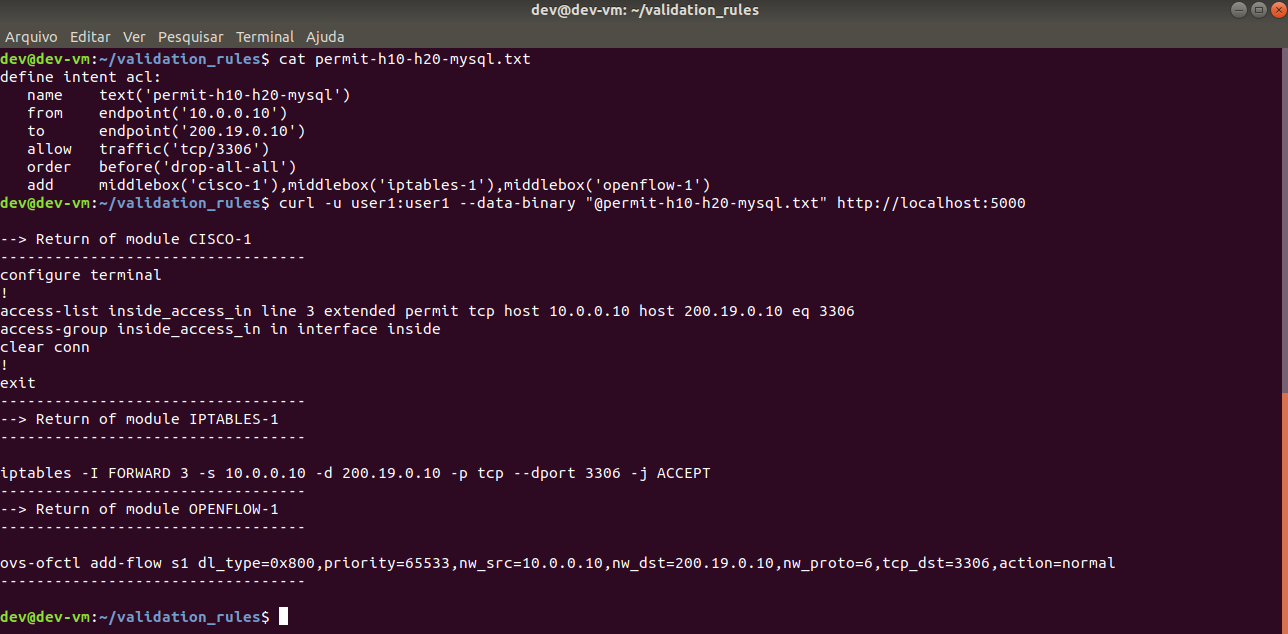 dev@dev-vm: ~/validation_rules
Arquivo Editar Ver Pesquisar Terminal Ajuda
dev@dev-vm:~/validation_rules$ cat permit-h10-h20-mysql.txt
define intent acl:
   name    text('permit-h10-h20-mysql')
   from    endpoint('10.0.0.10')
   to      endpoint('200.19.0.10')
   allow   traffic('tcp/3306')
   order   before('drop-all-all')
   add     middlebox('cisco-1'),middlebox('iptables-1'),middlebox('openflow-1')
dev@dev-vm:~/validation_rules$ curl -u user1:user1 --data-binary "@permit-h10-h20-mysql.txt" http://localhost:5000
--> Return of module CISCO-1
----------------------------------
configure terminal
!
access-list inside_access_in line 3 extended permit tcp host 10.0.0.10 host 200.19.0.10 eq 3306
access-group inside_access_in in interface inside
clear conn
!
exit
----------------------------------
--> Return of module IPTABLES-1
----------------------------------
iptables -I FORWARD 3 -s 10.0.0.10 -d 200.19.0.10 -p tcp --dport 3306 -j ACCEPT
----------------------------------
--> Return of module OPENFLOW-1
----------------------------------
ovs-ofctl add-flow s1 dl_type=0x800,priority=65533,nw_src=10.0.0.10,nw_dst=200.19.0.10,nw_proto=6,tcp_dst=3306,action=normal
----------------------------------
dev@dev-vm:~/validation_rules$